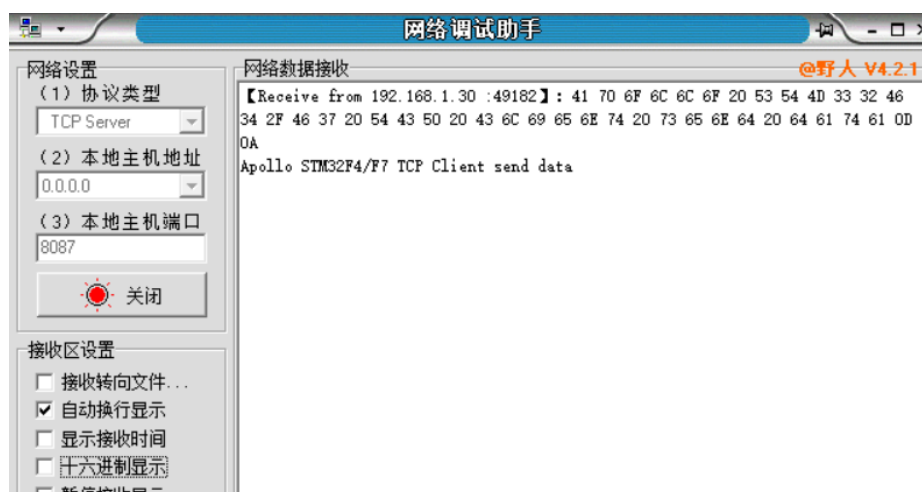 网络调试助手
网络设置
(1) 协议类型
TCP Server
(2) 本地主机地址
0.0.0.0
(3) 本地主机端口
8087
关闭
接收区设置
接收转向文件...
自动换行显示
显示接收时间
十六进制显示
暂停接收显示
网络数据接收
@野人 V4.2.1
【Receive from 192.168.1.30 :49182】: 41 70 6F 6C 6C 6F 20 53 54 4D 33 32 46
34 2F 46 37 20 54 43 50 20 43 6C 69 65 6E 74 20 73 65 6E 64 20 64 61 74 61 0D
0A
Apollo STM32F4/F7 TCP Client send data